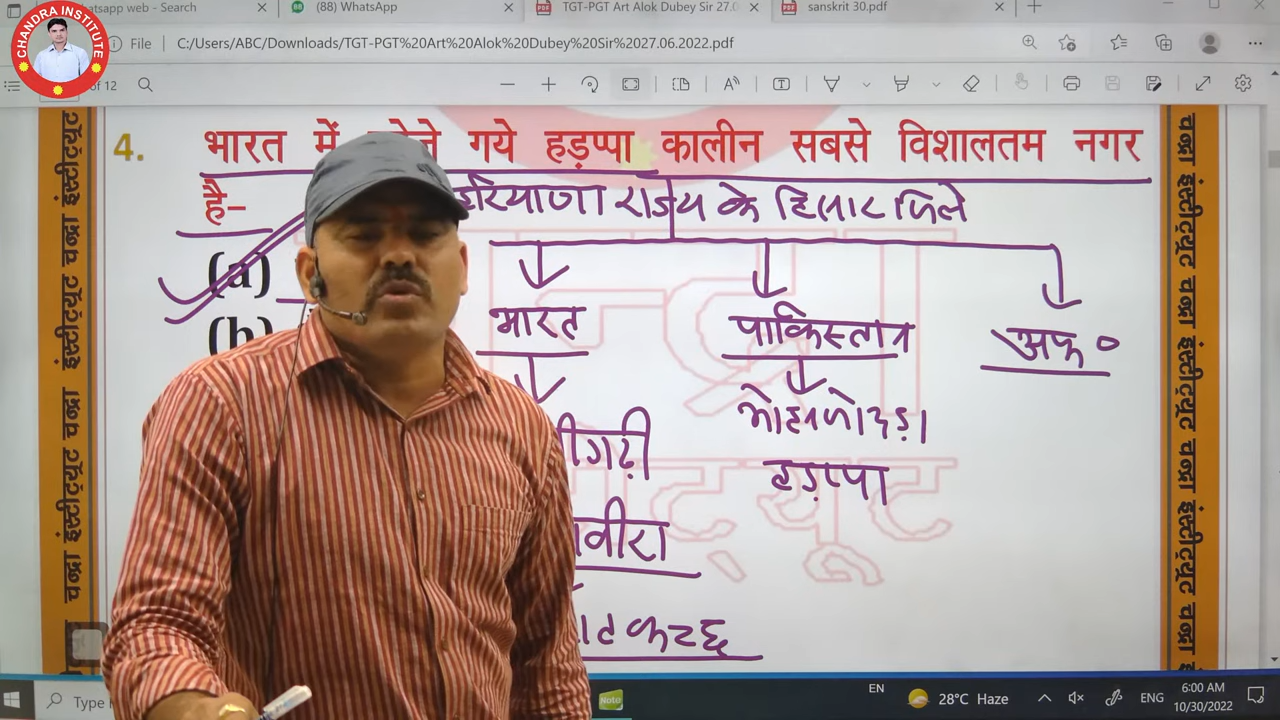 CHANDRA INSTITUTE
atsapp web - Search
(88) WhatsApp
TGT-PGT Art Alok Dubey Sir 27.0
sanskrit 30.pdf
File
C:/Users/ABC/Downloads/TGT-PGT%20Art%20Alok%20Dubey%20Sir%2027.06.2022.pdf
of 12
4. भारत में गये हड़प्पा कालीन सबसे विशालतम नगर
है-
हरियाणा राज्य के हिसार जिले
(a)
(b)
भारत पाकिस्तान अफ०
मोहनजोदड़ो
ीगढ़ी
हड़प्पा
वीरा
ात कच्छ
चन्द्रा इंस्टीट्यूट चन्द्रा इंस्टीट्यूट चन्द्रा
चन्द्रा इंस्टीट्यूट चन्द्रा इंस्टीट्यूट चन्द्रा
Type
Note
EN
28°C Haze
ENG
6:00 AM
10/30/2022